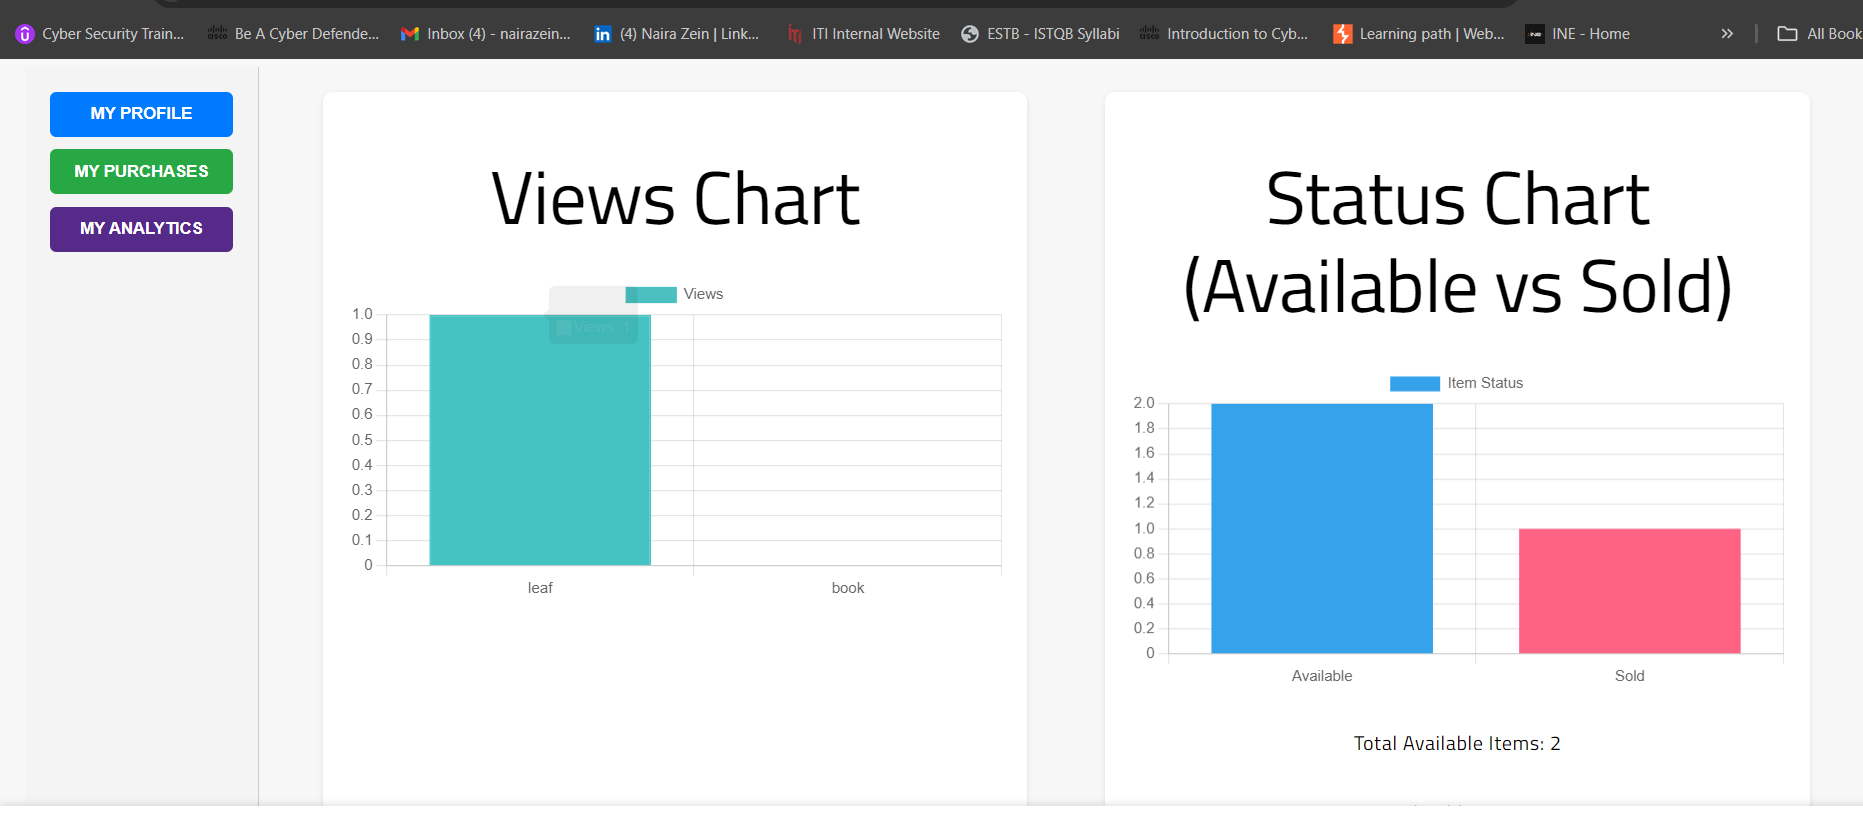 Cyber Security Train...
Be A Cyber Defende...
Inbox (4) - nairazein...
(4) Naira Zein | Link...
ITI Internal Website
ESTB - ISTQB Syllabi
Introduction to Cyb...
Learning path | Web...
INE - Home
All Book
MY PROFILE
MY PURCHASES
MY ANALYTICS
Views Chart
Views
Views: 1
1.0
0.9
0.8
0.7
0.6
0.5
0.4
0.3
0.2
0.1
0
leaf
book
Status Chart
(Available vs Sold)
Item Status
2.0
1.8
1.6
1.4
1.2
1.0
0.8
0.6
0.4
0.2
0
Available
Sold
Total Available Items: 2